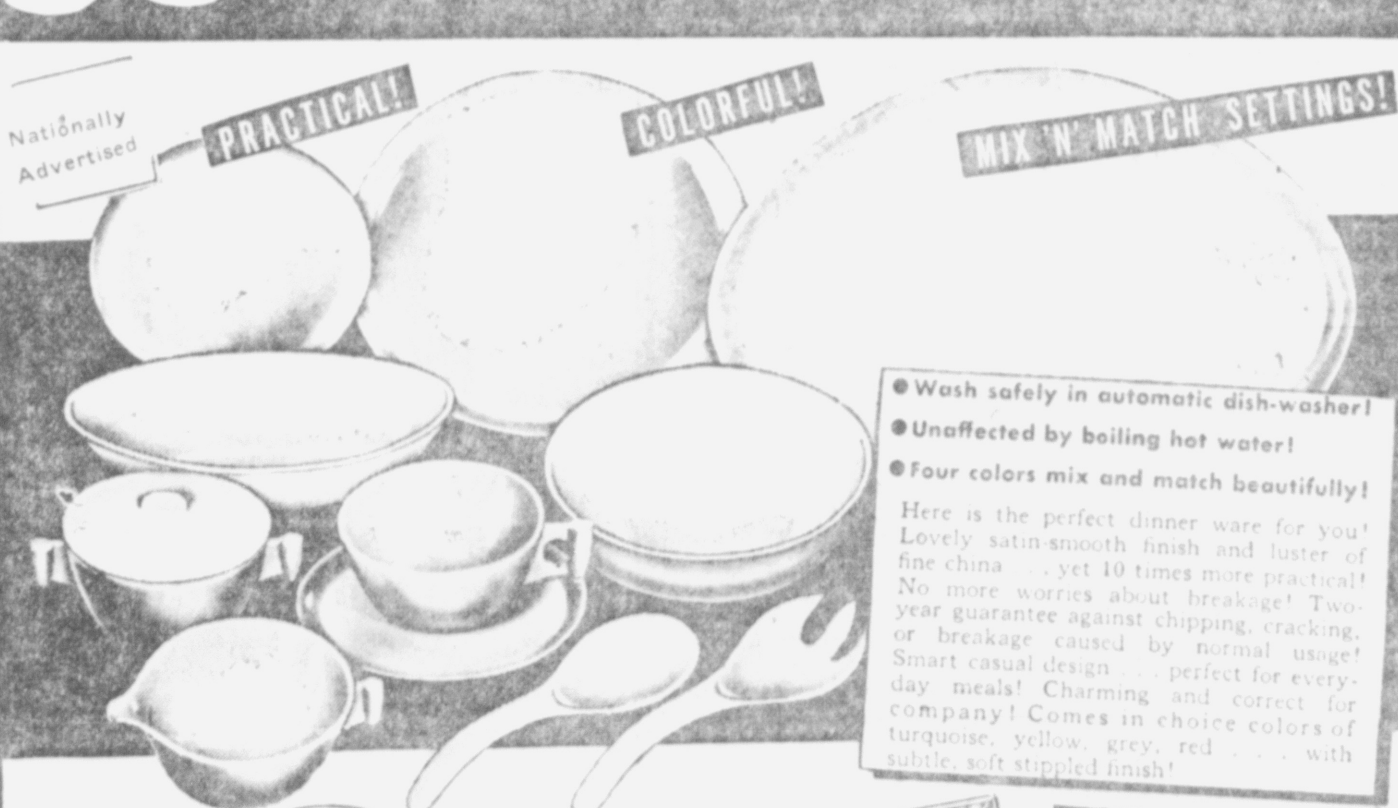 Nationally
Advertised
PRACTICAL!
COLORFUL!
MIX 'N' MATCH SETTINGS!
Wash safely in automatic dish-washer!
Unaffected by boiling hot water!
Four colors mix and match beautifully!
Here is the perfect dinner ware for you!
Lovely satin-smooth finish and luster of
fine china . . . yet 10 times more practical!
No more worries about breakage! Two-
year guarantee against chipping, cracking,
or breakage caused by normal usage!
Smart casual design . . . perfect for every-
day meals! Charming and correct for
company! Comes in choice colors of
turquoise, yellow, grey, red . . . with
subtle, soft stippled finish!